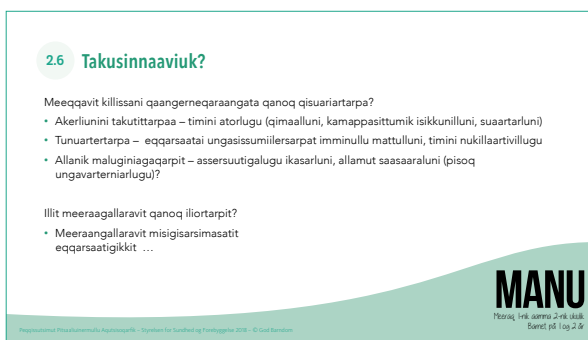 2.6 Takusinnaaviuk?
Meeqqavit killissani qaangerneqaraangata qanoq qisuariartarpa?
• Akerliunini takutittarpaa – timini atorlugu (qimaalluni, kamappasittumik isikkunilluni, suaartarluni)
• Tunuartertarpa – eqqarsaatai ungasissumiilersarpat imminullu mattulluni, timini nukillaartivillugu
• Allanik maluginiagaqarpit – assersuutigalugu ikasarluni, allamut saasaaraluni (pisoq
ungavarterniarlugu)?
Illit meeraagallaravit qanoq iliortarpit?
• Meeraangallaravit misigisarsimasatit
eqqarsaatigikkit …
MANU
Meeraq 1-nik aamma 2-nik ukiulik
Barnet på 1 og 2 år